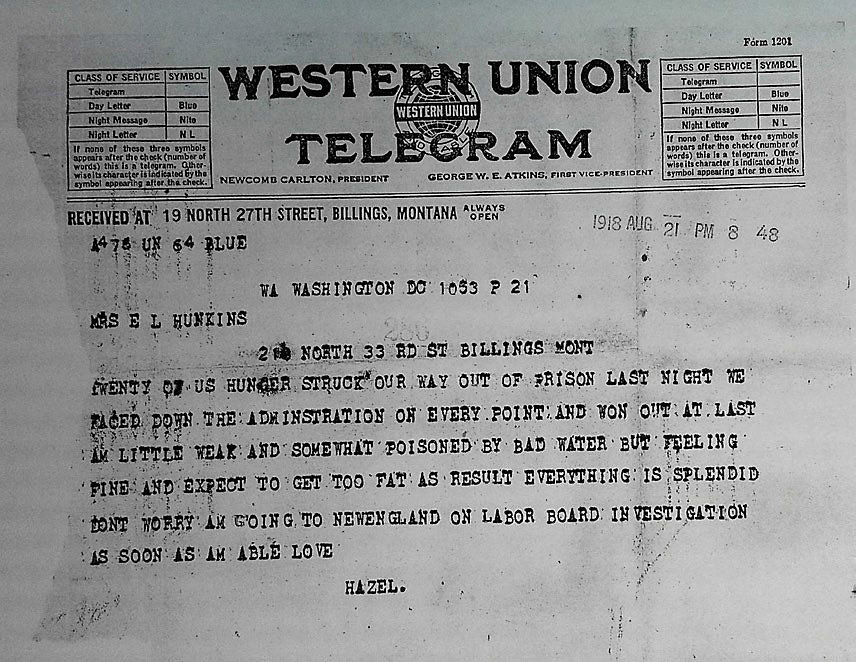 Form 1201
CLASS OF SERVICE SYMBOL
Telegram
Day Letter Blue
Night Message Nite
Night Letter N L
If none of these three symbols
appears after the check (number of
words) this is a telegram. Other-
wise its character is indicated by the
symbol appearing after the check.
WESTERN UNION
WESTERN UNION
TELEGRAM
NEWCOMB CARLTON, PRESIDENT GEORGE W. E. ATKINS, FIRST VICE-PRESIDENT
CLASS OF SERVICE SYMBOL
Telegram
Day Letter Blue
Night Message Nite
Night Letter N L
If none of these three symbols
appears after the check (number of
words) this is a telegram. Other-
wise its character is indicated by the
symbol appearing after the check.
RECEIVED AT 19 NORTH 27TH STREET, BILLINGS, MONTANA ALWAYS OPEN
1918 AUG 21 PM 8 48
A476 UN 64 BLUE
WA WASHINGTON DC 1053 P 21
MRS E L HUNKINS
NORTH 33 RD ST BILLINGS MONT
TWENTY OF US HUNGER STRUCK OUR WAY OUT OF PRISON LAST NIGHT WE
FACED DOWN THE ADMINSTRATION ON EVERY POINT AND WON OUT AT LAST
AM LITTLE WEAK AND SOMEWHAT POISONED BY BAD WATER BUT FEELING
FINE AND EXPECT TO GET TOO FAT AS RESULT EVERYTHING IS SPLENDID
DONT WORRY AM GOING TO NEWENGLAND ON LABOR BOARD INVESTIGATION
AS SOON AS AM ABLE LOVE
HAZEL.